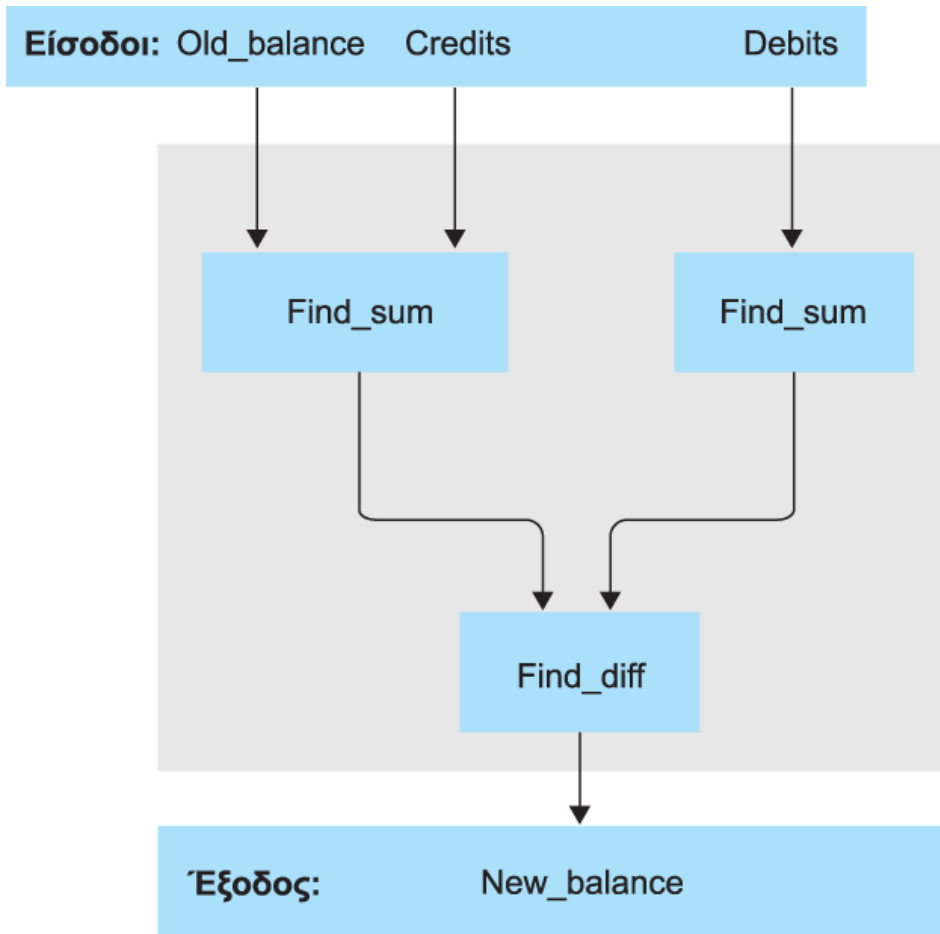 Είσοδοι: Old_balance Credits Debits
Find_sum Find_sum
Find_diff
Έξοδος: New_balance